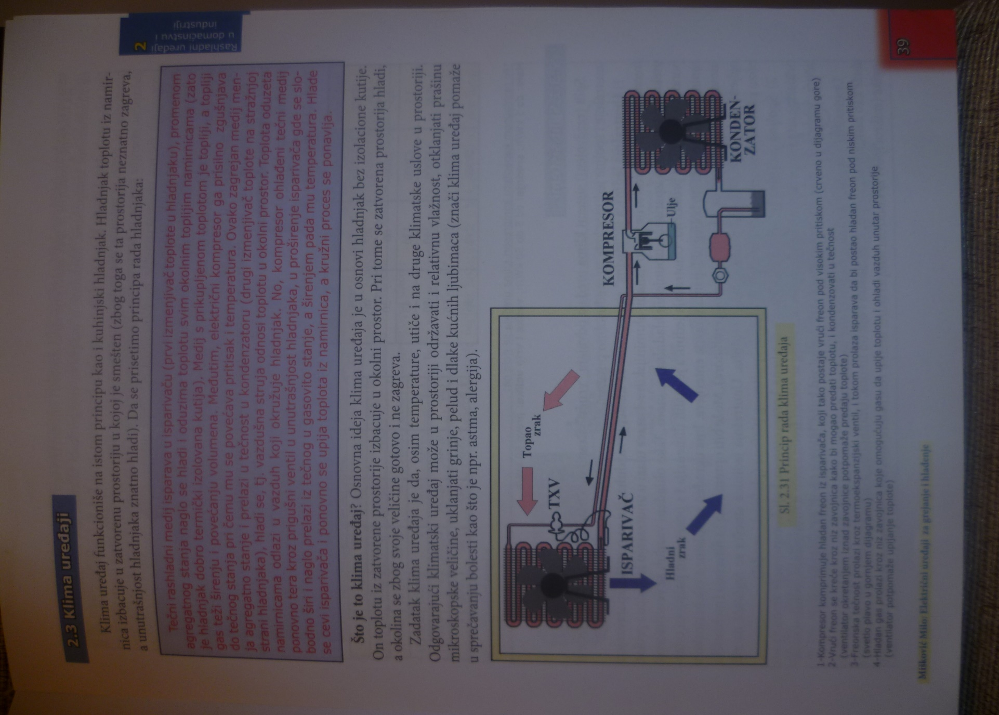 2.3 Klima uređaji
Klima uređaj funkcioniše na istom principu kao i kuhinjski hladnjak. Hladnjak toplotu iz namir-
nica izbacuje u zatvorenu prostoriju u kojoj je smešten (zbog toga se ta prostorija neznatno zagreva,
a unutrašnjost hladnjaka znatno hladi). Da se prisetimo principa rada hladnjaka:
2
Rashladni uređaji
u domaćinstvu i
industriji
Tečni rashladni medij isparava u isparivaču (prvi izmenjivač toplote u hladnjaku), promenom
agregatnog stanja naglo se hladi i oduzima toplotu svim okolnim toplijim namirnicama (zato
je hladnjak dobro termički izolovana kutija). Medij s prikupljenom toplotom je topliji, a topliji
gas teži širenju i povećanju volumena. Međutim, električni kompresor ga prisilno zgušnjava
do tečnog stanja pri čemu mu se povećava pritisak i temperatura. Ovako zagrejan medij men-
ja agregatno stanje i prelazi u tečnost u kondenzatoru (drugi izmenjivač toplote na stražnjoj
strani hladnjaka), hladi se, tj. vazdušna struja odnosi toplotu u okolni prostor. Toplota oduzeta
namirnicama odlazi u vazduh koji okružuje hladnjak. No, kompresor ohlađeni tečni medij
ponovno tera kroz prigušni ventil u unutrašnjost hladnjaka, u proširenje isparivača gde se slo-
bodno širi i naglo prelazi iz tečnog u gasovito stanje, a širenjem pada mu temperatura. Hlade
se cevi isparivača i ponovno se upija toplota iz namirnica, a kružni proces se ponavlja.
Što je to klima uređaj? Osnovna ideja klima uređaja je u osnovi hladnjak bez izolacione kutije.
On toplotu iz zatvorene prostorije izbacuje u okolni prostor. Pri tome se zatvorena prostorija hladi,
a okolina se zbog svoje veličine gotovo i ne zagreva.
Zadatak klima uređaja je da, osim temperature, utiče i na druge klimatske uslove u prostoriji.
Odgovarajući klimatski uređaj može u prostoriji održavati i relativnu vlažnost, otklanjati prašinu
mikroskopske veličine, uklanjati grinje, pelud i dlake kućnih ljubimaca (znači klima uređaj pomaže
u sprečavanju bolesti kao što je npr. astma, alergija).
Topao
zrak
TXV
ISPARIVAČ
Hladni
zrak
KOMPRESOR
Ulje
KONDEN-
ZATOR
Sl. 2.31 Princip rada klima uređaja
1-Kompresor komprimuje hladan freon iz isparivača, koji tako postaje vrući freon pod visokim pritiskom (crveno u dijagramu gore)
2-Vrući freon se kreće kroz niz zavojnica kako bi mogao predati toplotu, i kondenzovati u tečnost
(ventilator okretanjem iznad zavojnice potpomaže predaju toplote)
3-Freonska tečnost prolazi kroz termoekspanzijski ventil, i tokom prolaza isparava da bi postao hladan freon pod niskim pritiskom
(svetlo plavo u gornjem dijagramu)
4-Hladan gas prolazi kroz niz zavojnica koje omogućuju gasu da upije toplotu i ohladi vazduh unutar prostorije
(ventilator potpomaže upijanje toplote)
Mišković Milo Električni uređaji za grejanje i hlađenje
39